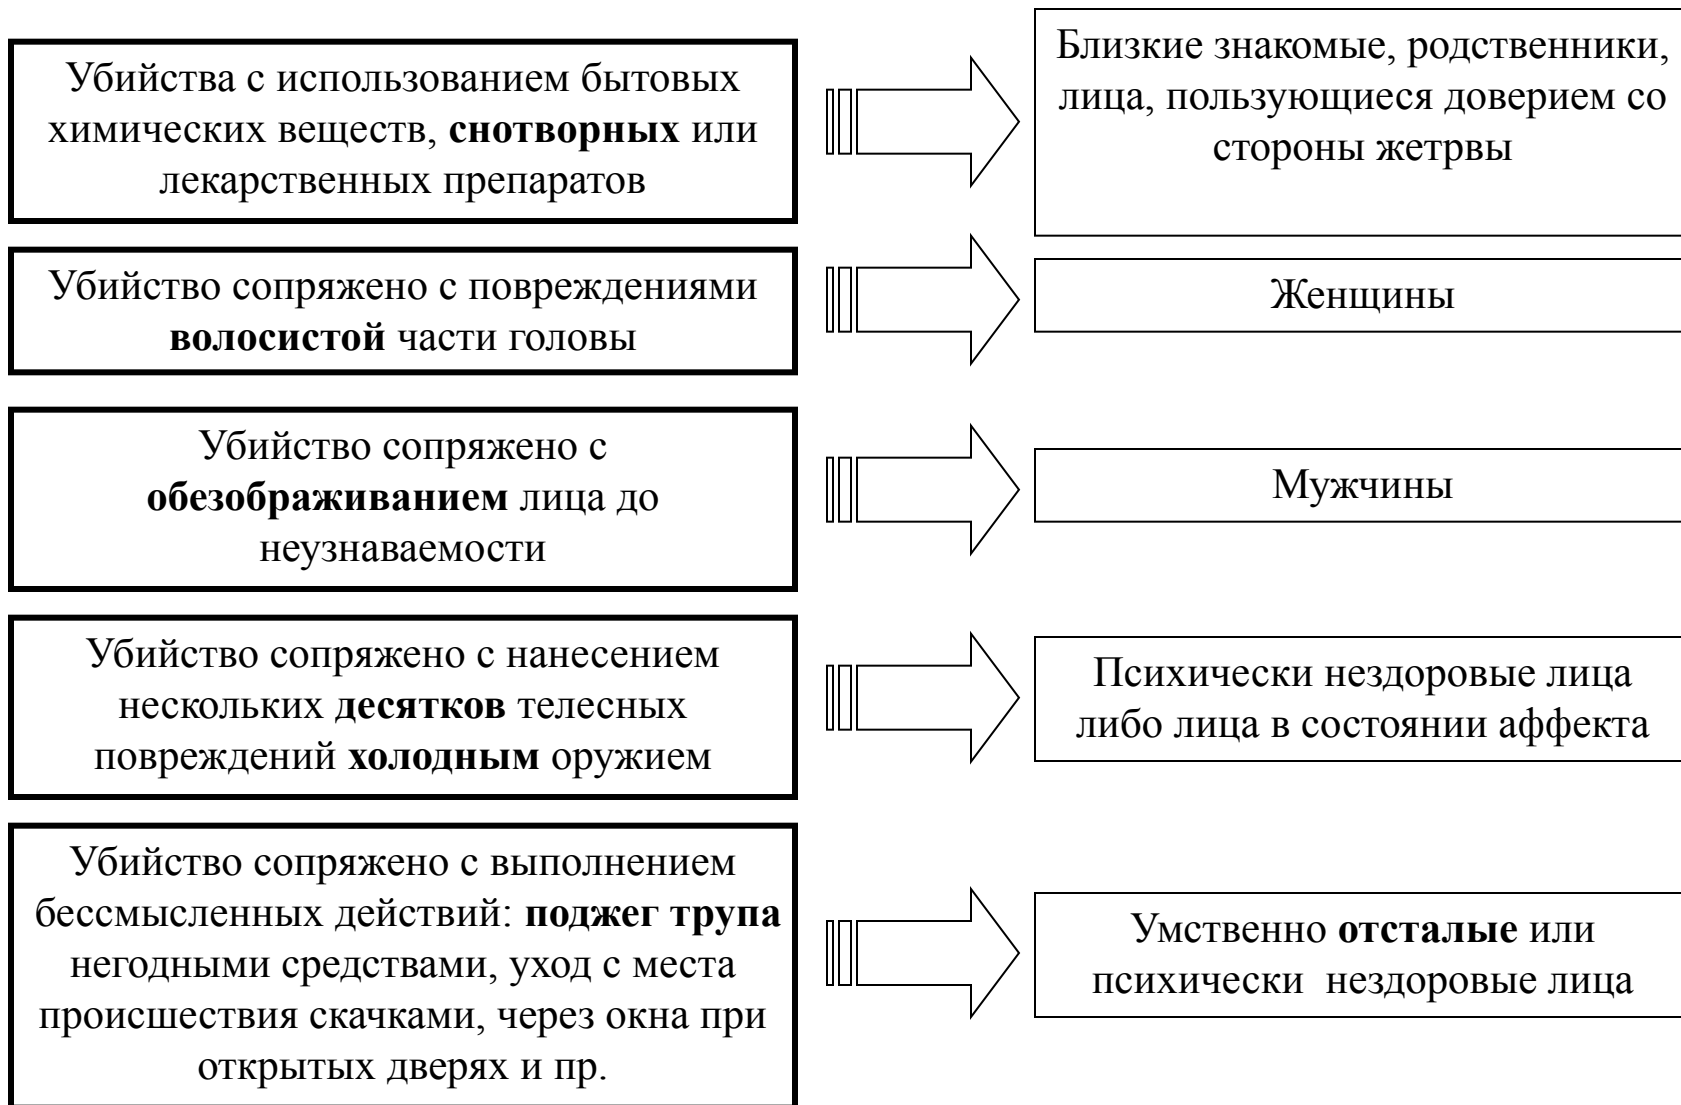 Убийства с использованием бытовых
химических веществ, снотворных или
лекарственных препаратов
Близкие знакомые, родственники,
лица, пользующиеся доверием со
стороны жетрвы
Убийство сопряжено с повреждениями
волосистой части головы
Женщины
Убийство сопряжено с
обезображиванием лица до
неузнаваемости
Мужчины
Убийство сопряжено с нанесением
нескольких десятков телесных
повреждений холодным оружием
Психически нездоровые лица
либо лица в состоянии аффекта
Убийство сопряжено с выполнением
бессмысленных действий: поджег трупа
негодными средствами, уход с места
происшествия скачками, через окна при
открытых дверях и пр.
Умственно отсталые или
психически нездоровые лица